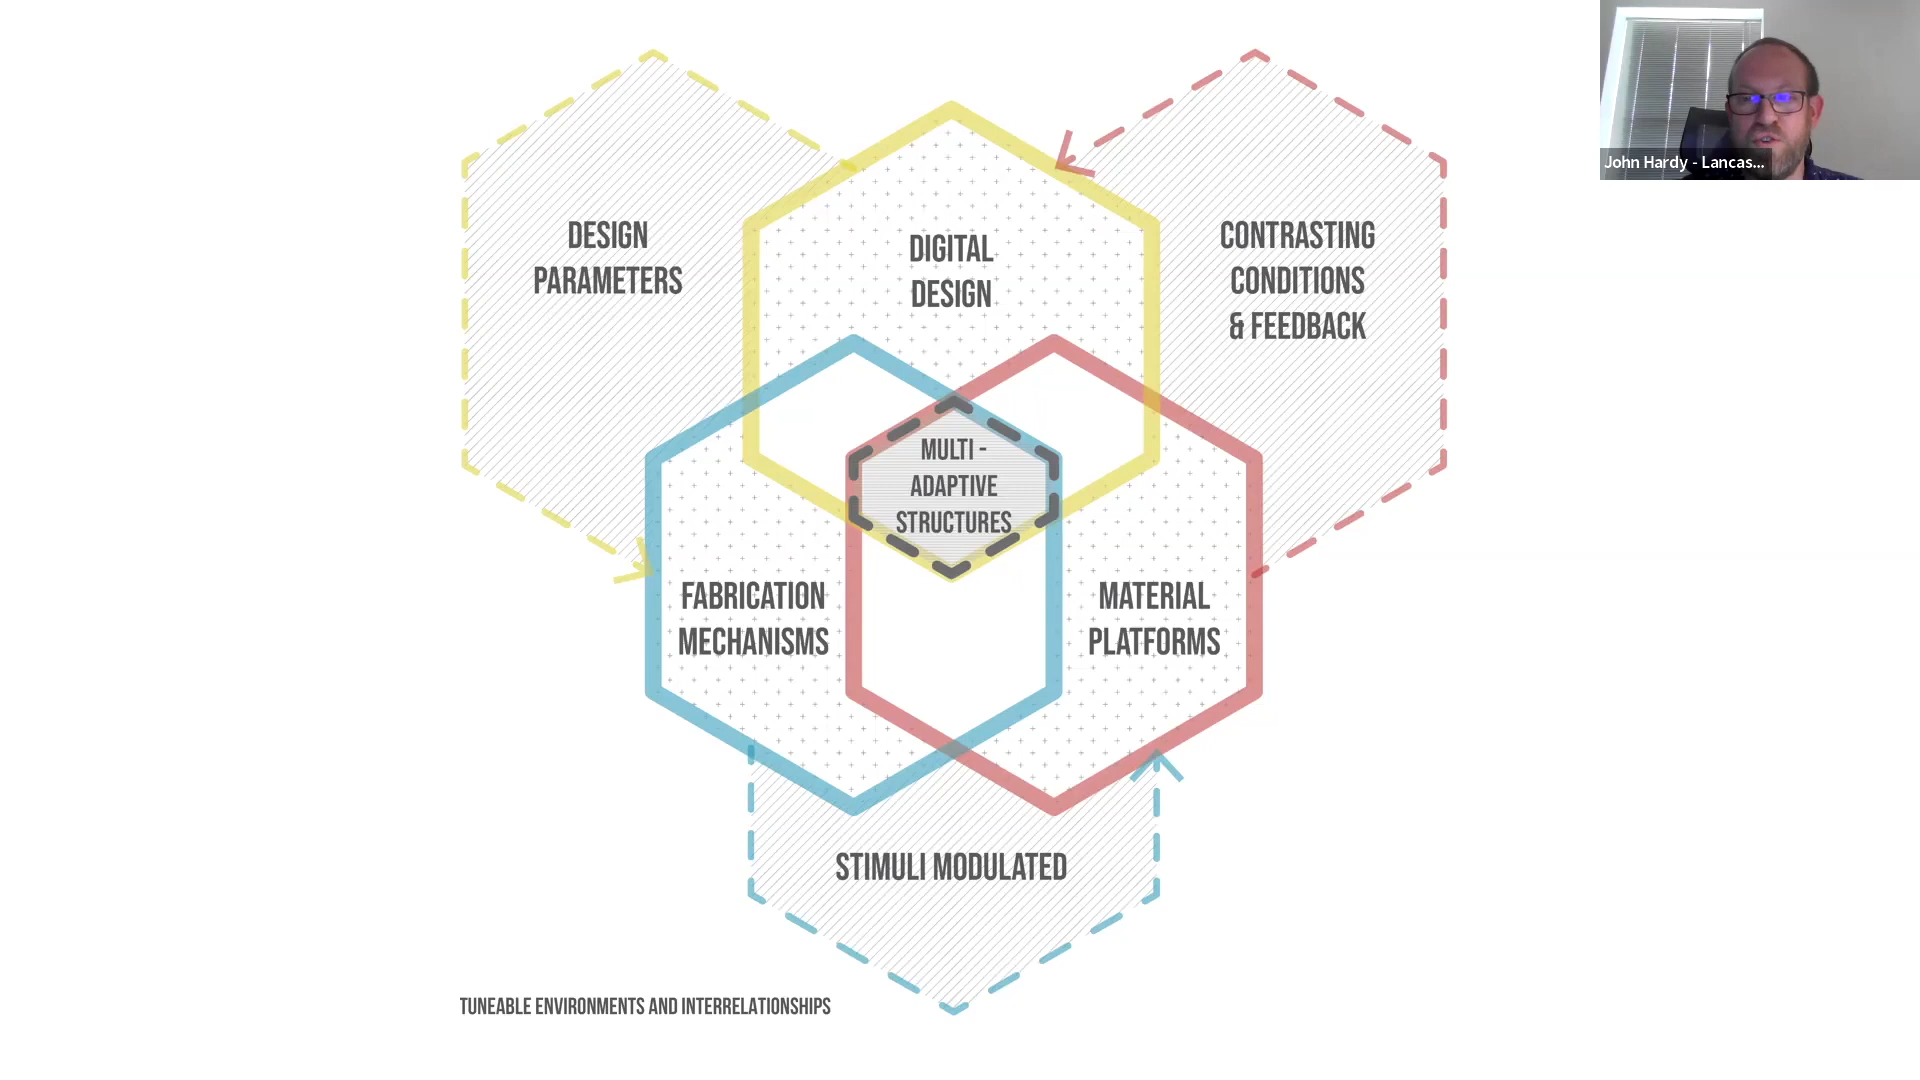 John Hardy - Lancas...
DESIGN
PARAMETERS
DIGITAL
DESIGN
CONTRASTING
CONDITIONS
& FEEDBACK
MULTI -
ADAPTIVE
STRUCTURES
FABRICATION
MECHANISMS
MATERIAL
PLATFORMS
STIMULI MODULATED
TUNEABLE ENVIRONMENTS AND INTERRELATIONSHIPS